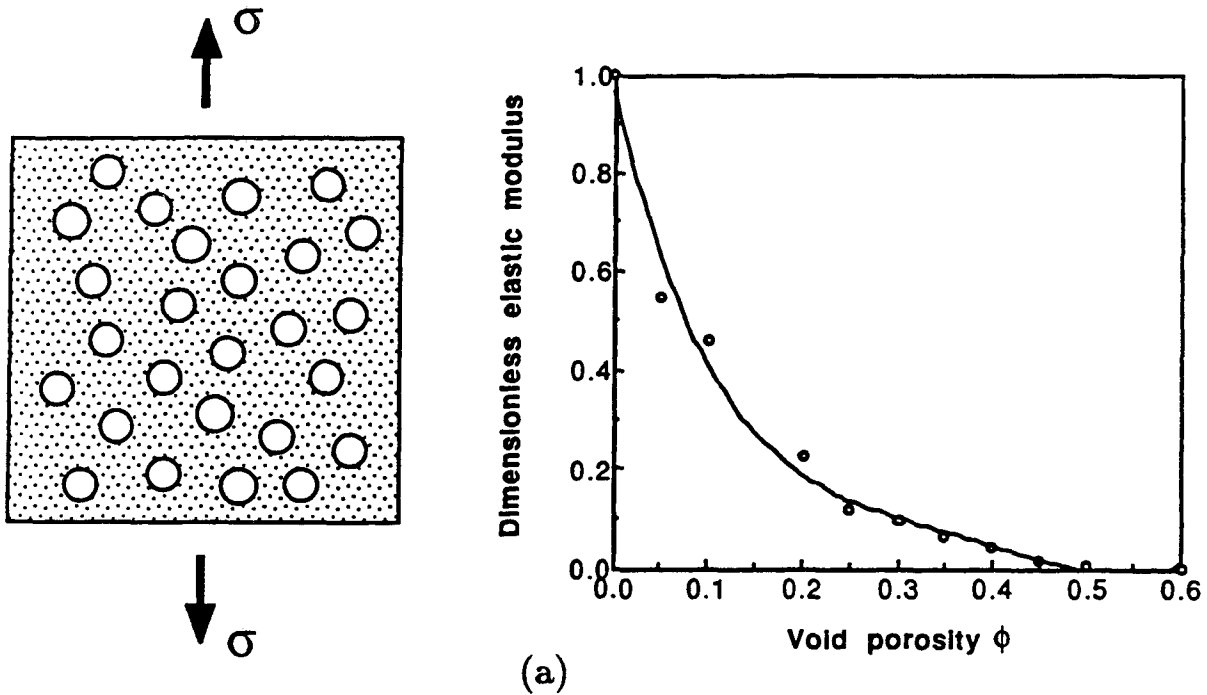 σ
σ
Dimensionless elastic modulus
1.0
0.8
0.6
0.4
0.2
0.0
0.0 0.1 0.2 0.3 0.4 0.5 0.6
Void porosity ϕ
(a)